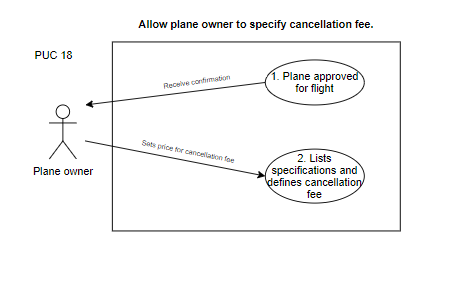 Allow plane owner to specify cancellation fee.
PUC 18
Receive confirmation
1. Plane approved
for flight
Sets price for cancellation fee
2. Lists
specifications and
defines cancellation
fee
Plane owner